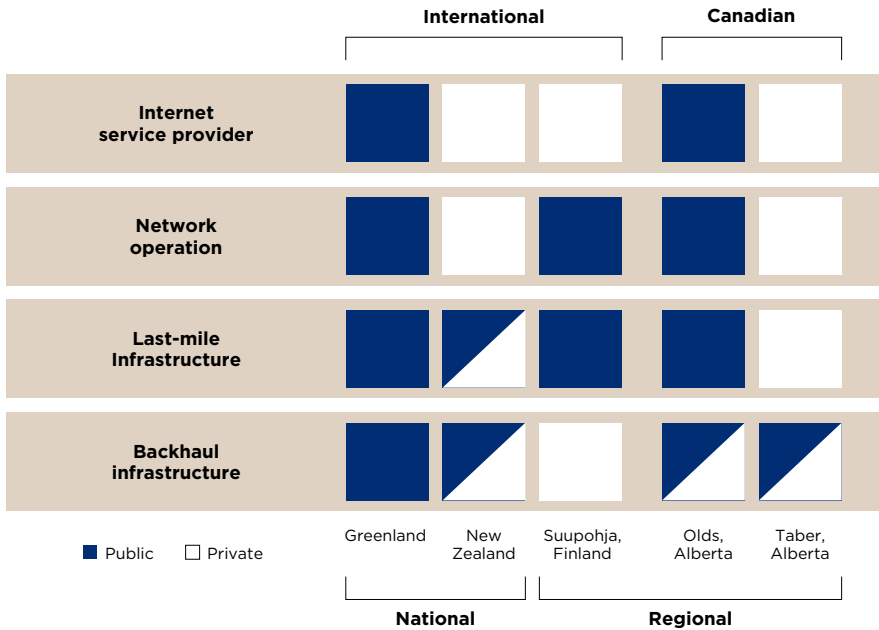 International
Canadian
Internet
service provider
Network
operation
Last-mile
Infrastructure
Backhaul
infrastructure
Greenland
New
Zealand
Suupohja,
Finland
Olds,
Alberta
Taber,
Alberta
Public
Private
National
Regional